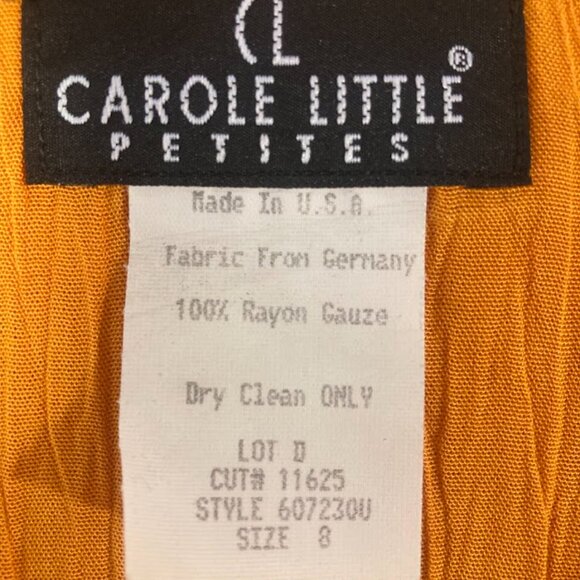 CL
CAROLE LITTLE®
PETITES
Made In U.S.A.
Fabric From Germany
100% Rayon Gauze
Dry Clean ONLY
LOT D
CUT# 11625
STYLE 607230U
SIZE 8